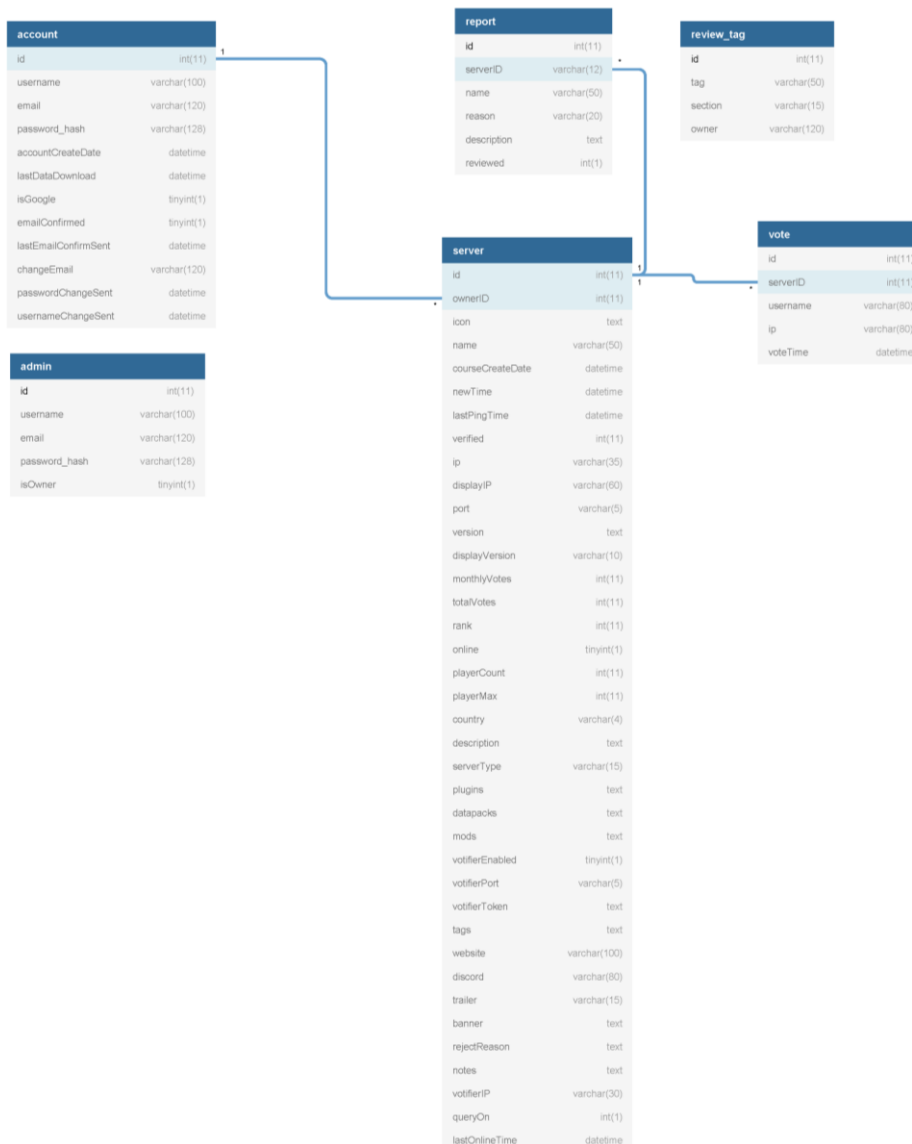 account
id int(11)
username varchar(100)
email varchar(120)
password_hash varchar(128)
accountCreateDate datetime
lastDataDownload datetime
isGoogle tinyint(1)
emailConfirmed tinyint(1)
lastEmailConfirmSent datetime
changeEmail varchar(120)
passwordChangeSent datetime
usernameChangeSent datetime
1
*
admin
id int(11)
username varchar(100)
email varchar(120)
password_hash varchar(128)
isOwner tinyint(1)
report
id int(11)
serverID varchar(12)
name varchar(50)
reason varchar(20)
description text
reviewed int(1)
*
1
review_tag
id int(11)
tag varchar(50)
section varchar(15)
owner varchar(120)
server
id int(11)
ownerID int(11)
icon text
name varchar(50)
courseCreateDate datetime
newTime datetime
lastPingTime datetime
verified int(11)
ip varchar(35)
displayIP varchar(60)
port varchar(5)
version text
displayVersion varchar(10)
monthlyVotes int(11)
totalVotes int(11)
rank int(11)
online tinyint(1)
playerCount int(11)
playerMax int(11)
country varchar(4)
description text
serverType varchar(15)
plugins text
datapacks text
mods text
votifierEnabled tinyint(1)
votifierPort varchar(5)
votifierToken text
tags text
website varchar(100)
discord varchar(80)
trailer varchar(15)
banner text
rejectReason text
notes text
votifierIP varchar(30)
queryOn int(1)
lastOnlineTime datetime
1
*
vote
id int(11)
serverID int(11)
username varchar(80)
ip varchar(80)
voteTime datetime